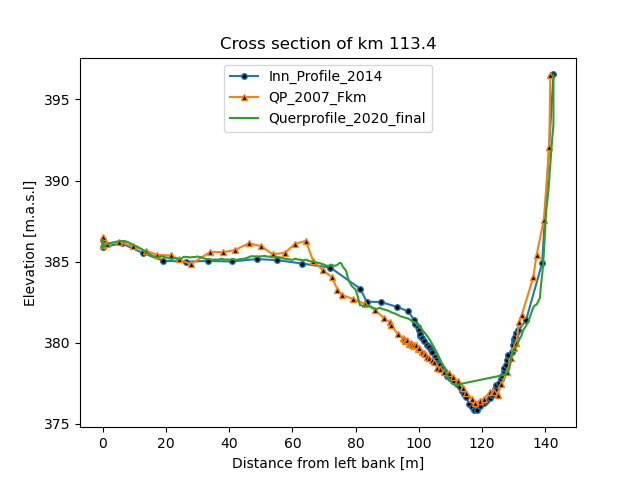 Cross section of km 113.4
Inn_Profile_2014
QP_2007_Fkm
Querprofile_2020_final
Elevation [m.a.s.l]
395
390
385
380
375
0 20 40 60 80 100 120 140
Distance from left bank [m]